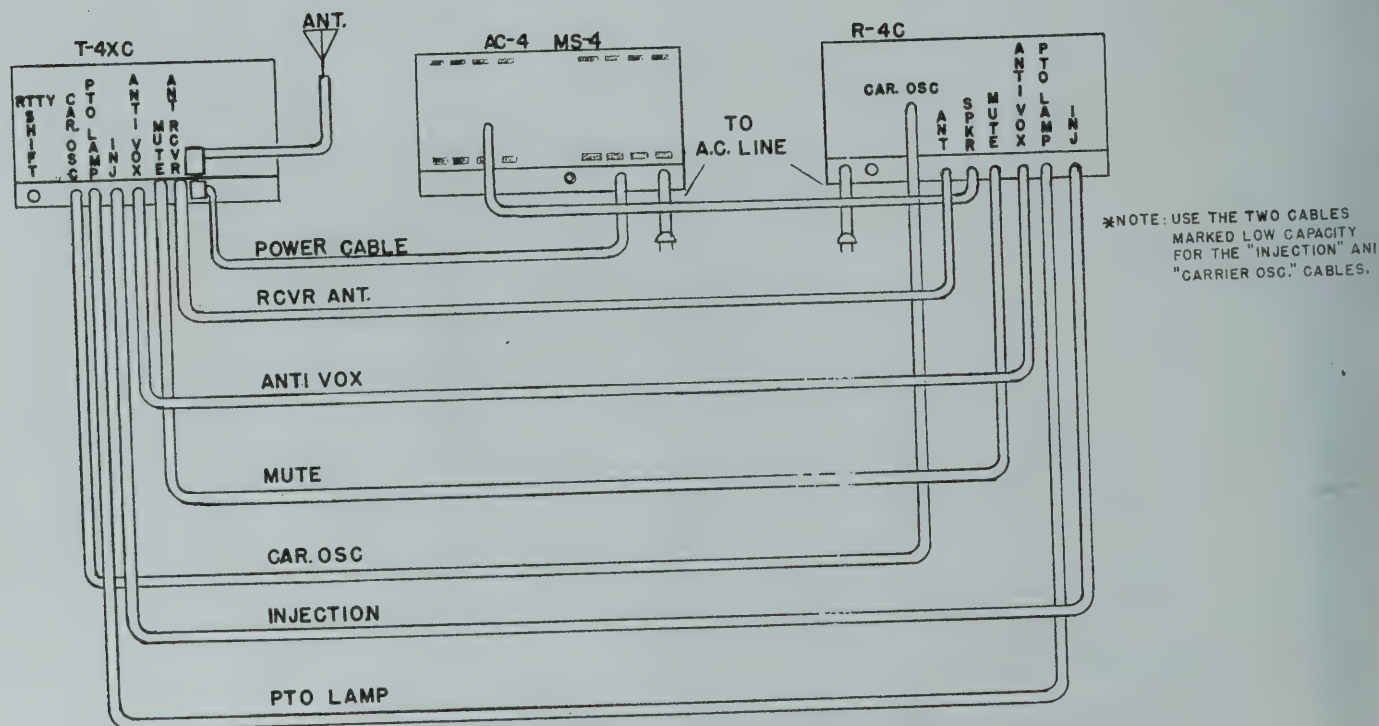 ANT.
T-4XC
AC-4 MS-4
R-4C
RTTY SHIFT
CAR. OSC
PTO LAMP
INJ
ANTI VOX
MUTE
ANT RCVR
CAR. OSC
ANT
SPKR
MUTE
ANTI VOX
PTO LAMP
INJ
TO
A.C. LINE
POWER CABLE
RCVR ANT.
ANTI VOX
MUTE
CAR. OSC
INJECTION
PTO LAMP
*NOTE: USE THE TWO CABLES
MARKED LOW CAPACITY
FOR THE "INJECTION" AN
"CARRIER OSC." CABLES.